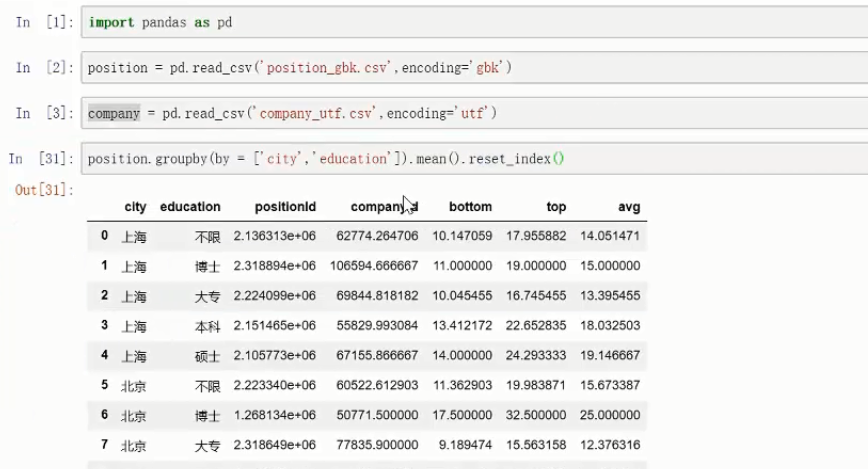 In [1]: import pandas as pd
In [2]: position = pd.read_csv('position_gbk.csv',encoding='gbk')
In [3]: company = pd.read_csv('company_utf.csv',encoding='utf')
In [31]: position.groupby(by = ['city','education']).mean().reset_index()
Out[31]:
city education positionId bottom top avg
0 上海 不限 2.136313e+06 62774.264706 10.147059 17.955882 14.051471
1 上海 博士 2.318894e+06 106594.666667 11.000000 19.000000 15.000000
2 上海 大专 2.224099e+06 69844.818182 10.045455 16.745455 13.395455
3 上海 本科 2.151465e+06 55829.993084 13.412172 22.652835 18.032503
4 上海 硕士 2.105773e+06 67155.866667 14.000000 24.293333 19.146667
5 北京 不限 2.223340e+06 60522.612903 11.362903 19.983871 15.673387
6 北京 博士 1.268134e+06 50771.500000 17.500000 32.500000 25.000000
7 北京 大专 2.318649e+06 77835.900000 9.189474 15.563158 12.376316